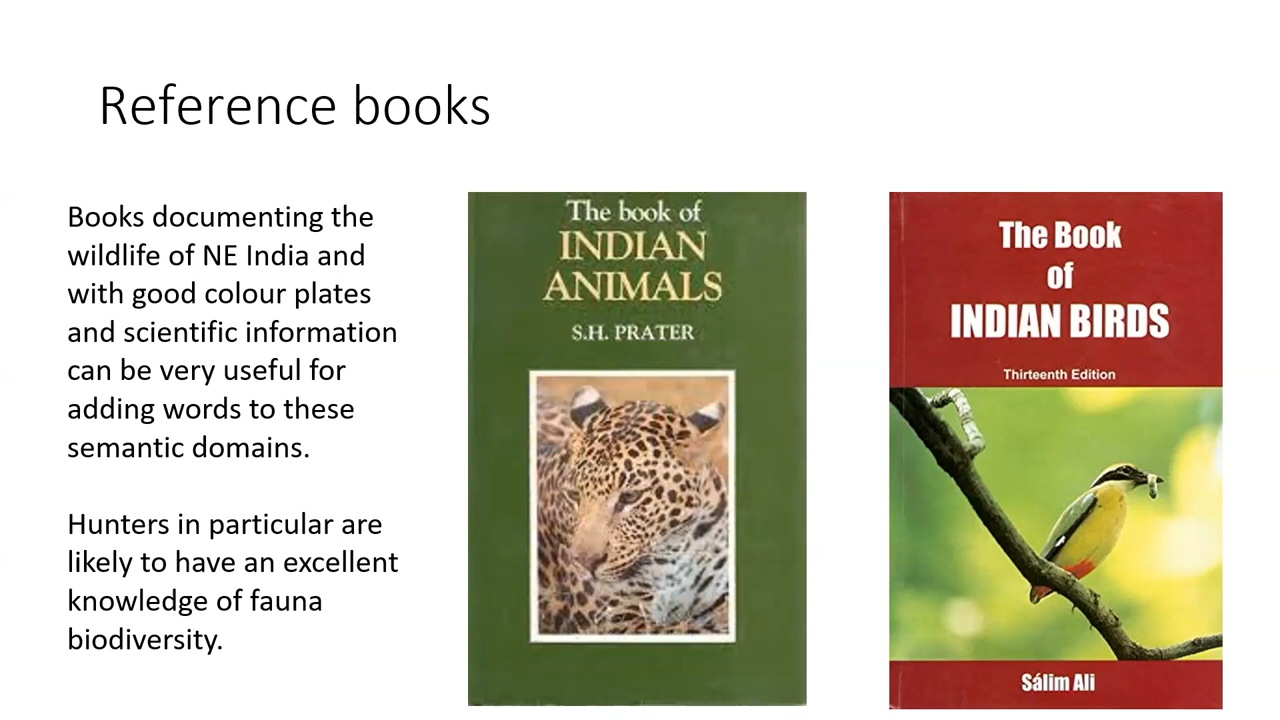 Reference books
Books documenting the
wildlife of NE India and
with good colour plates
and scientific information
can be very useful for
adding words to these
semantic domains.
Hunters in particular are
likely to have an excellent
knowledge of fauna
biodiversity.
The book of
INDIAN
ANIMALS
S.H. PRATER
The Book
of
INDIAN BIRDS
Thirteenth Edition
Sálim Ali